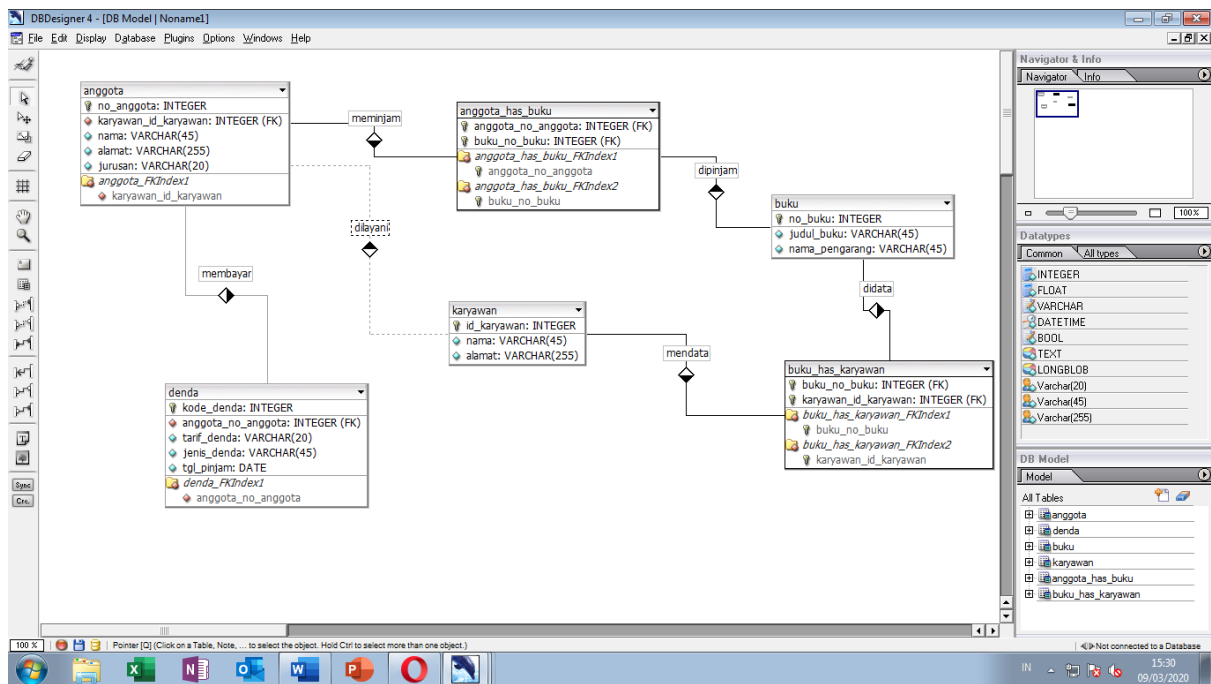 DBDesigner 4 - [DB Model | Noname1]
File Edit Display Database Plugins Options Windows Help
anggota
no_anggota: INTEGER
karyawan_id_karyawan: INTEGER (FK)
nama: VARCHAR(45)
alamat: VARCHAR(255)
jurusan: VARCHAR(20)
anggota_FKIndex1
karyawan_id_karyawan
meminjam
anggota_has_buku
anggota_no_anggota: INTEGER (FK)
buku_no_buku: INTEGER (FK)
anggota_has_buku_FKIndex1
anggota_no_anggota
anggota_has_buku_FKIndex2
buku_no_buku
dipinjam
buku
no_buku: INTEGER
judul_buku: VARCHAR(45)
nama_pengarang: VARCHAR(45)
dilayani
membayar
didata
karyawan
id_karyawan: INTEGER
nama: VARCHAR(45)
alamat: VARCHAR(255)
mendata
buku_has_karyawan
buku_no_buku: INTEGER (FK)
karyawan_id_karyawan: INTEGER (FK)
buku_has_karyawan_FKIndex1
buku_no_buku
buku_has_karyawan_FKIndex2
karyawan_id_karyawan
denda
kode_denda: INTEGER
anggota_no_anggota: INTEGER (FK)
tarif_denda: VARCHAR(20)
jenis_denda: VARCHAR(45)
tgl_pinjam: DATE
denda_FKIndex1
anggota_no_anggota
Navigator & Info
Navigator Info
100%
Datatypes
Common All types
INTEGER
FLOAT
VARCHAR
DATETIME
BOOL
TEXT
LONGBLOB
Varchar(20)
Varchar(45)
Varchar(255)
DB Model
Model
All Tables
anggota
denda
buku
karyawan
anggota_has_buku
buku_has_karyawan
Sync
100 % Pointer [Q] (Click on a Table, Note, ... to select the object. Hold Ctrl to select more than one object.) Not connected to a Database
IN 15:30
09/03/2020